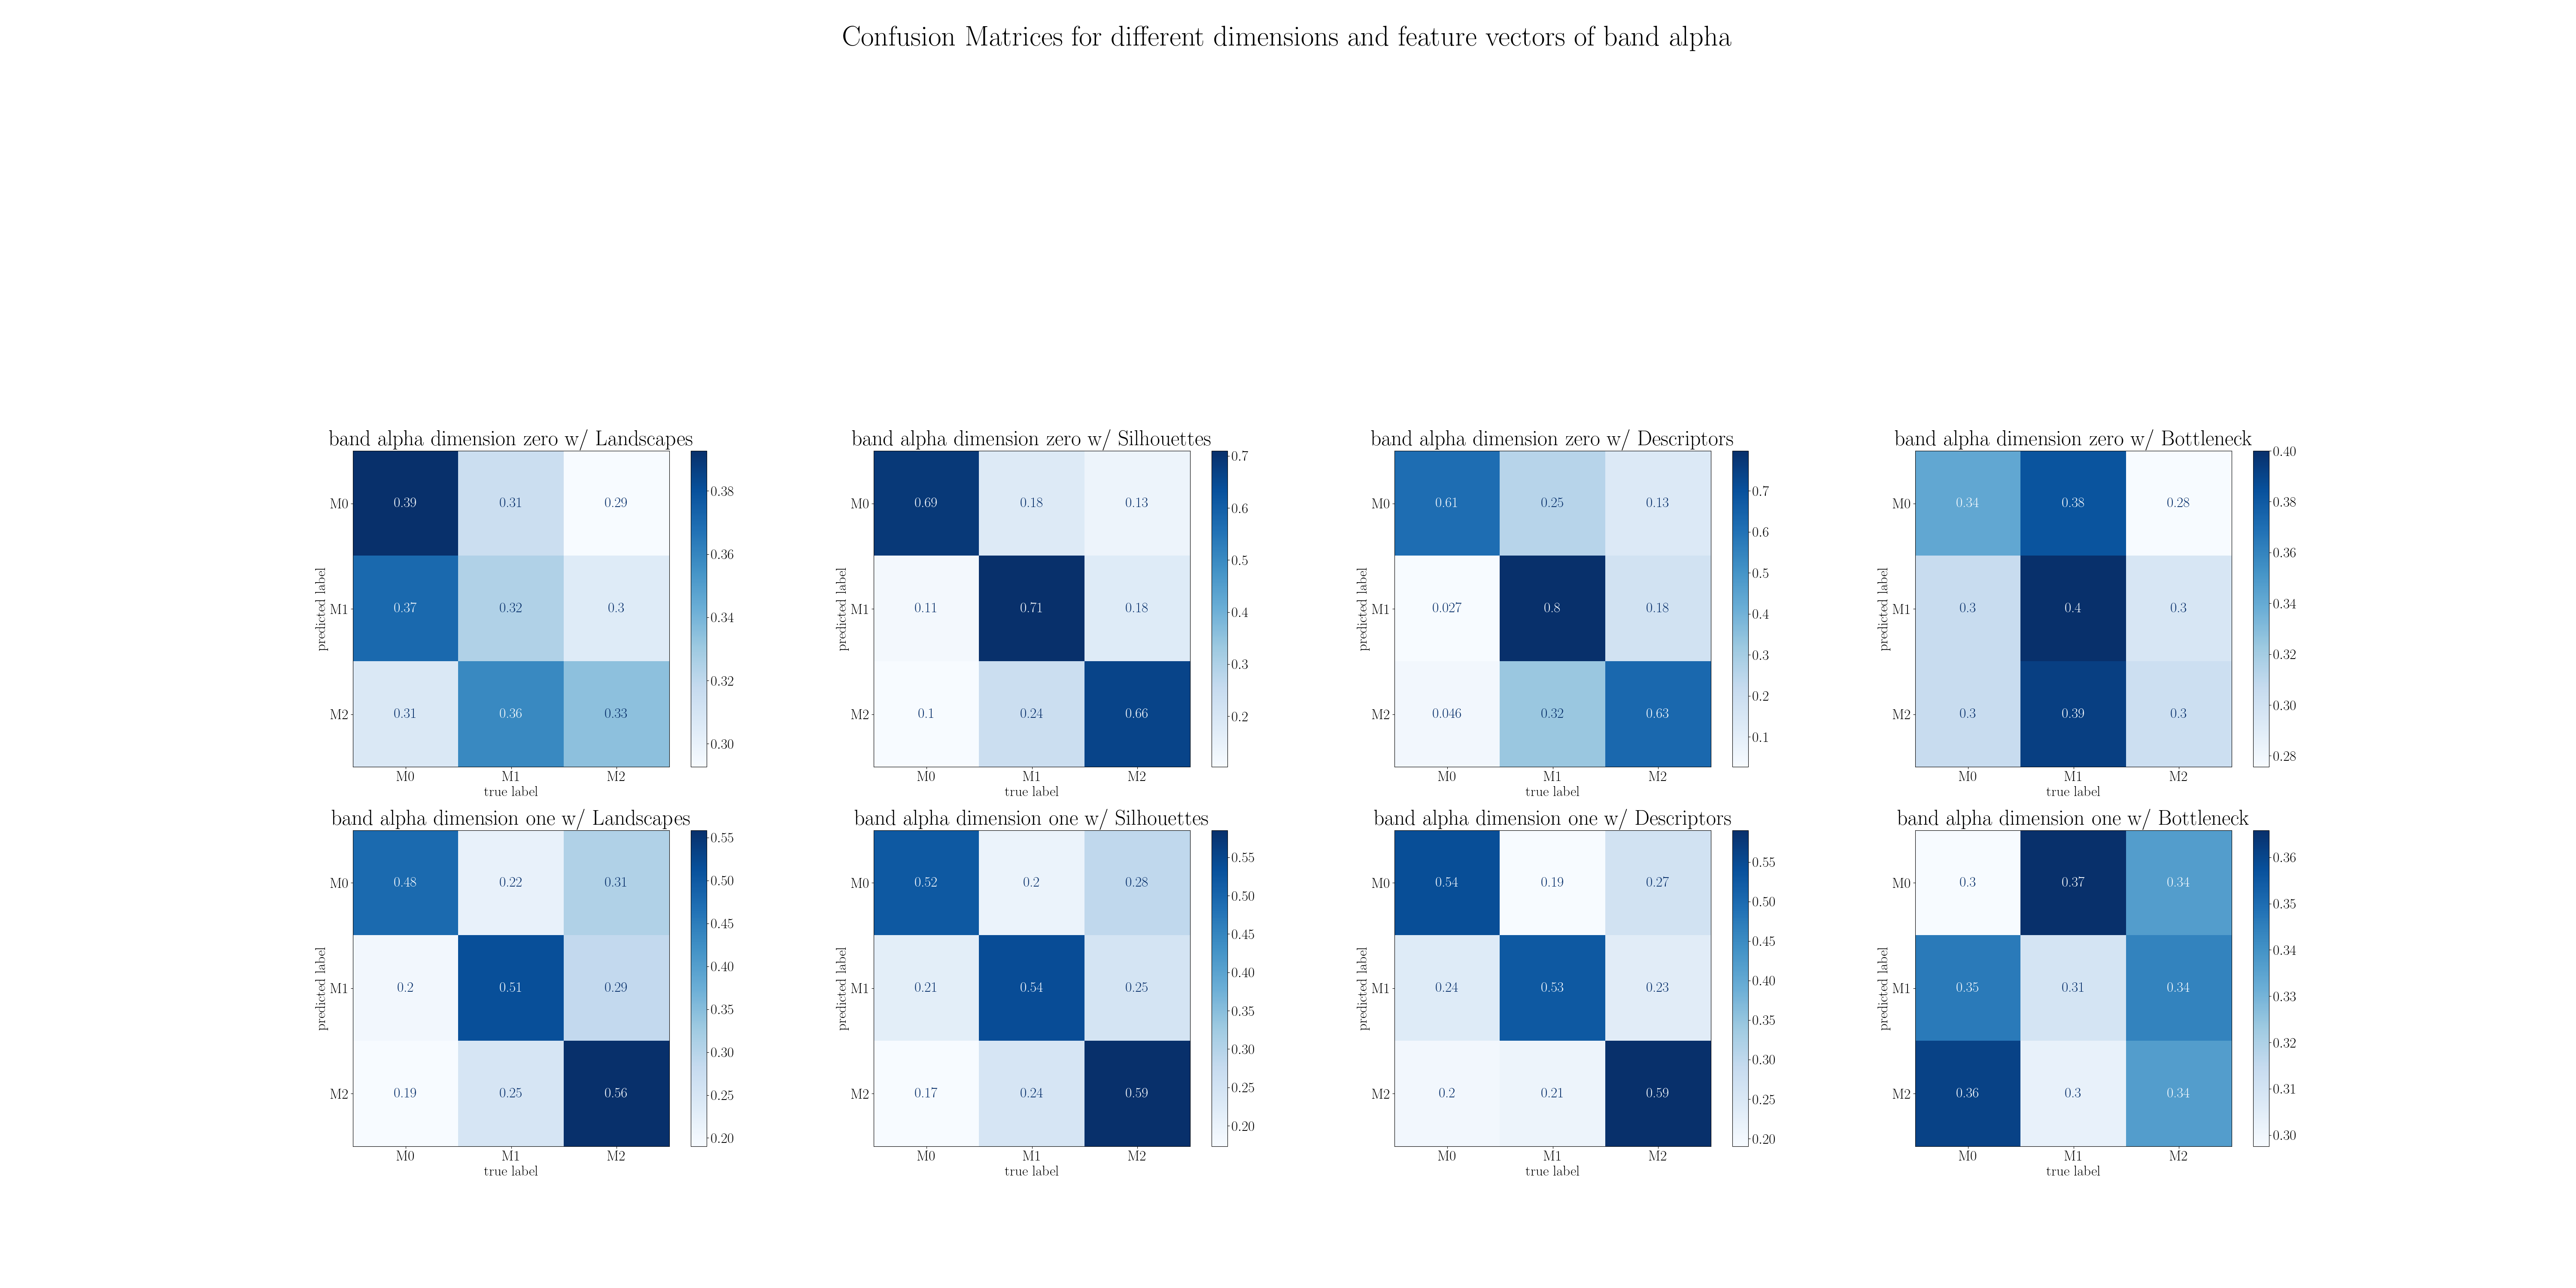 Confusion Matrices for different dimensions and feature vectors of band alpha
band alpha dimension zero w/ Landscapes
predicted label
M0 0.39 0.31 0.29
M1 0.37 0.32 0.3
M2 0.31 0.36 0.33
M0 M1 M2
true label
0.38
0.36
0.34
0.32
0.30
band alpha dimension zero w/ Silhouettes
predicted label
M0 0.69 0.18 0.13
M1 0.11 0.71 0.18
M2 0.1 0.24 0.66
M0 M1 M2
true label
0.7
0.6
0.5
0.4
0.3
0.2
band alpha dimension zero w/ Descriptors
predicted label
M0 0.61 0.25 0.13
M1 0.027 0.8 0.18
M2 0.046 0.32 0.63
M0 M1 M2
true label
0.7
0.6
0.5
0.4
0.3
0.2
0.1
band alpha dimension zero w/ Bottleneck
predicted label
M0 0.34 0.38 0.28
M1 0.3 0.4 0.3
M2 0.3 0.39 0.3
M0 M1 M2
true label
0.40
0.38
0.36
0.34
0.32
0.30
0.28
band alpha dimension one w/ Landscapes
predicted label
M0 0.48 0.22 0.31
M1 0.2 0.51 0.29
M2 0.19 0.25 0.56
M0 M1 M2
true label
0.55
0.50
0.45
0.40
0.35
0.30
0.25
0.20
band alpha dimension one w/ Silhouettes
predicted label
M0 0.52 0.2 0.28
M1 0.21 0.54 0.25
M2 0.17 0.24 0.59
M0 M1 M2
true label
0.55
0.50
0.45
0.40
0.35
0.30
0.25
0.20
band alpha dimension one w/ Descriptors
predicted label
M0 0.54 0.19 0.27
M1 0.24 0.53 0.23
M2 0.2 0.21 0.59
M0 M1 M2
true label
0.55
0.50
0.45
0.40
0.35
0.30
0.25
0.20
band alpha dimension one w/ Bottleneck
predicted label
M0 0.3 0.37 0.34
M1 0.35 0.31 0.34
M2 0.36 0.3 0.34
M0 M1 M2
true label
0.36
0.35
0.34
0.33
0.32
0.31
0.30